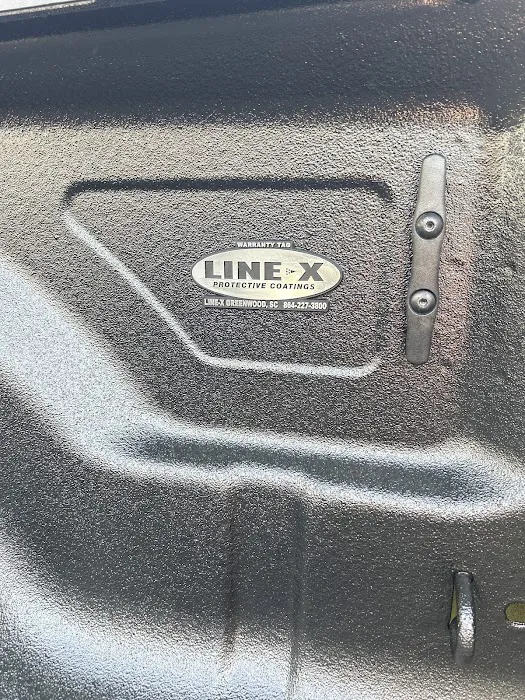 WARRANTY TAG
LINE-X
PROTECTIVE COATINGS
LINE-X GREENWOOD, SC 864-227-3800